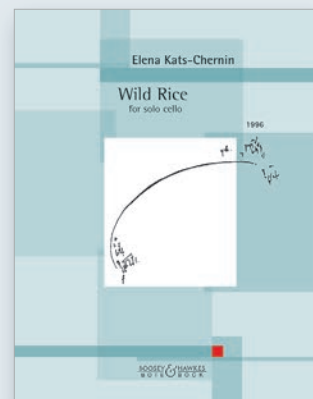 Elena Kats-Chernin
Wild Rice
for solo cello
1996
BOOSEY & HAWKES
BOTE & BOCK